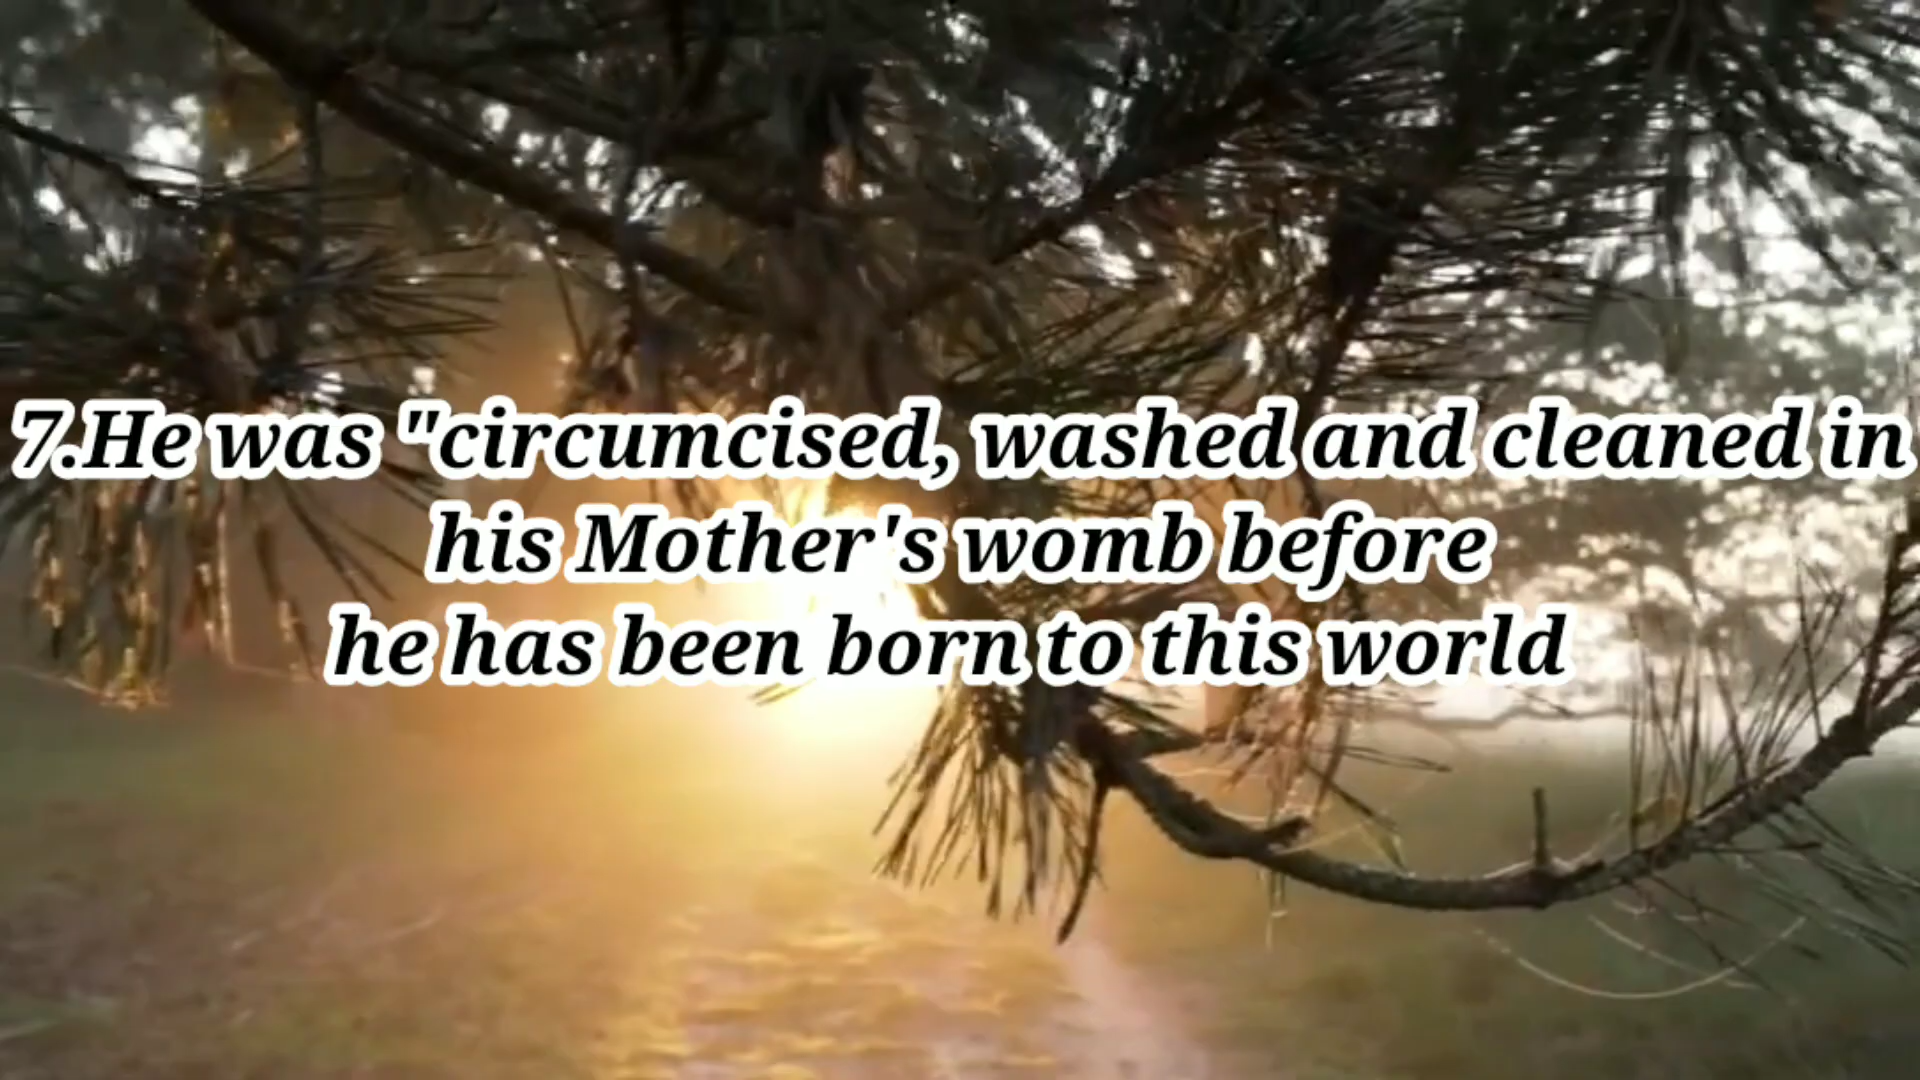 7.He was "circumcised, washed and cleaned in
his Mother's womb before
he has been born to this world